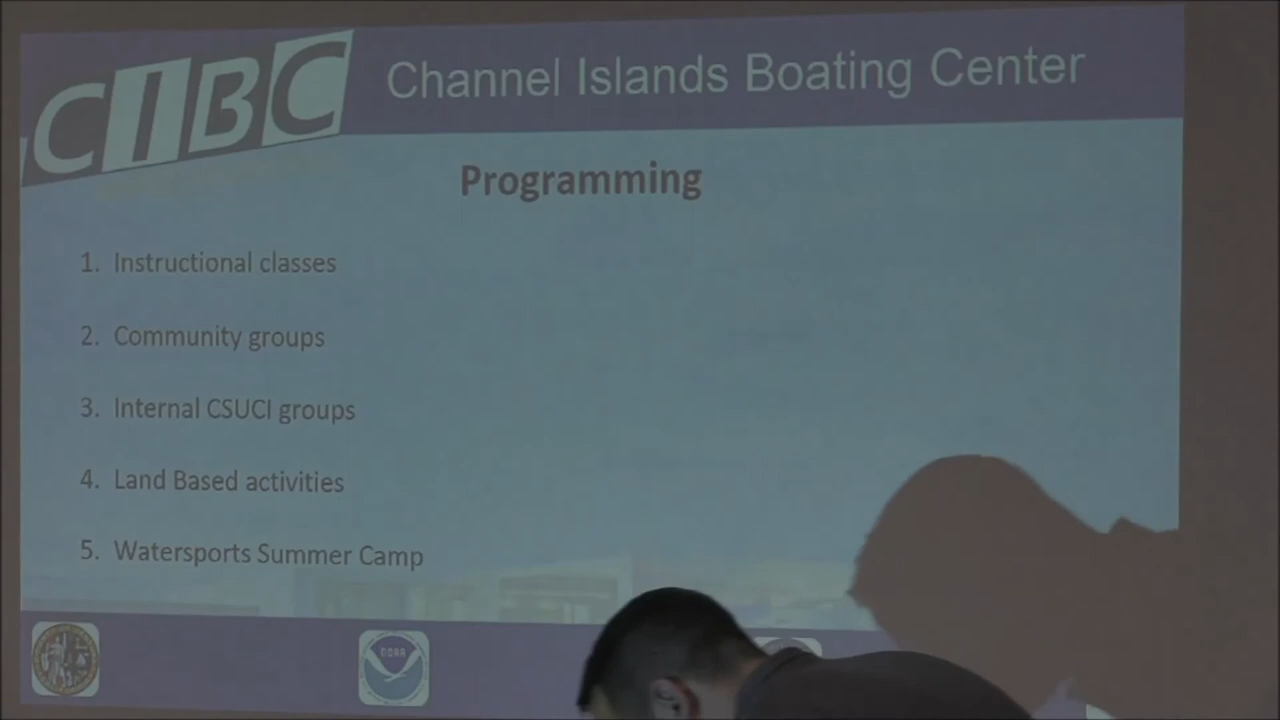 CIBC
Channel Islands Boating Center
Programming
1. Instructional classes
2. Community groups
3. Internal CSUCI groups
4. Land Based activities
5. Watersports Summer Camp
NOAA